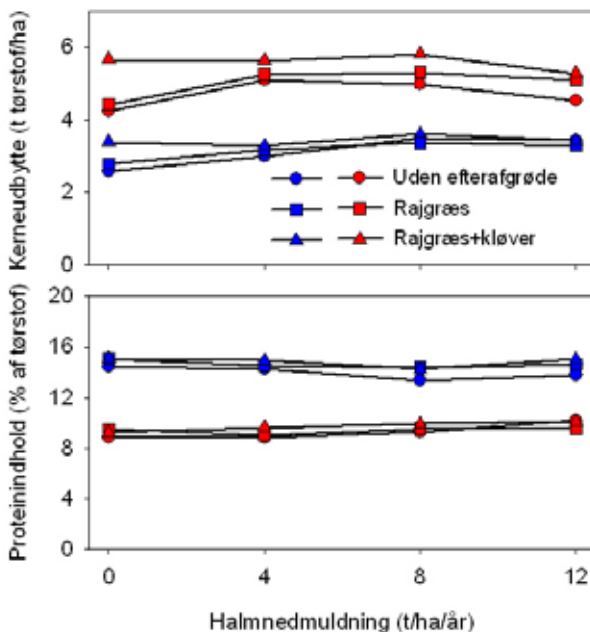 Kerneudbytte (t tørstof/ha)
6
4
2
0
Uden efterafgrøde
Rajgræs
Rajgræs+kløver
Proteinindhold (% af tørstof)
20
16
12
8
4
0
0 4 8 12
Halmnedmuldning (t/ha/år)